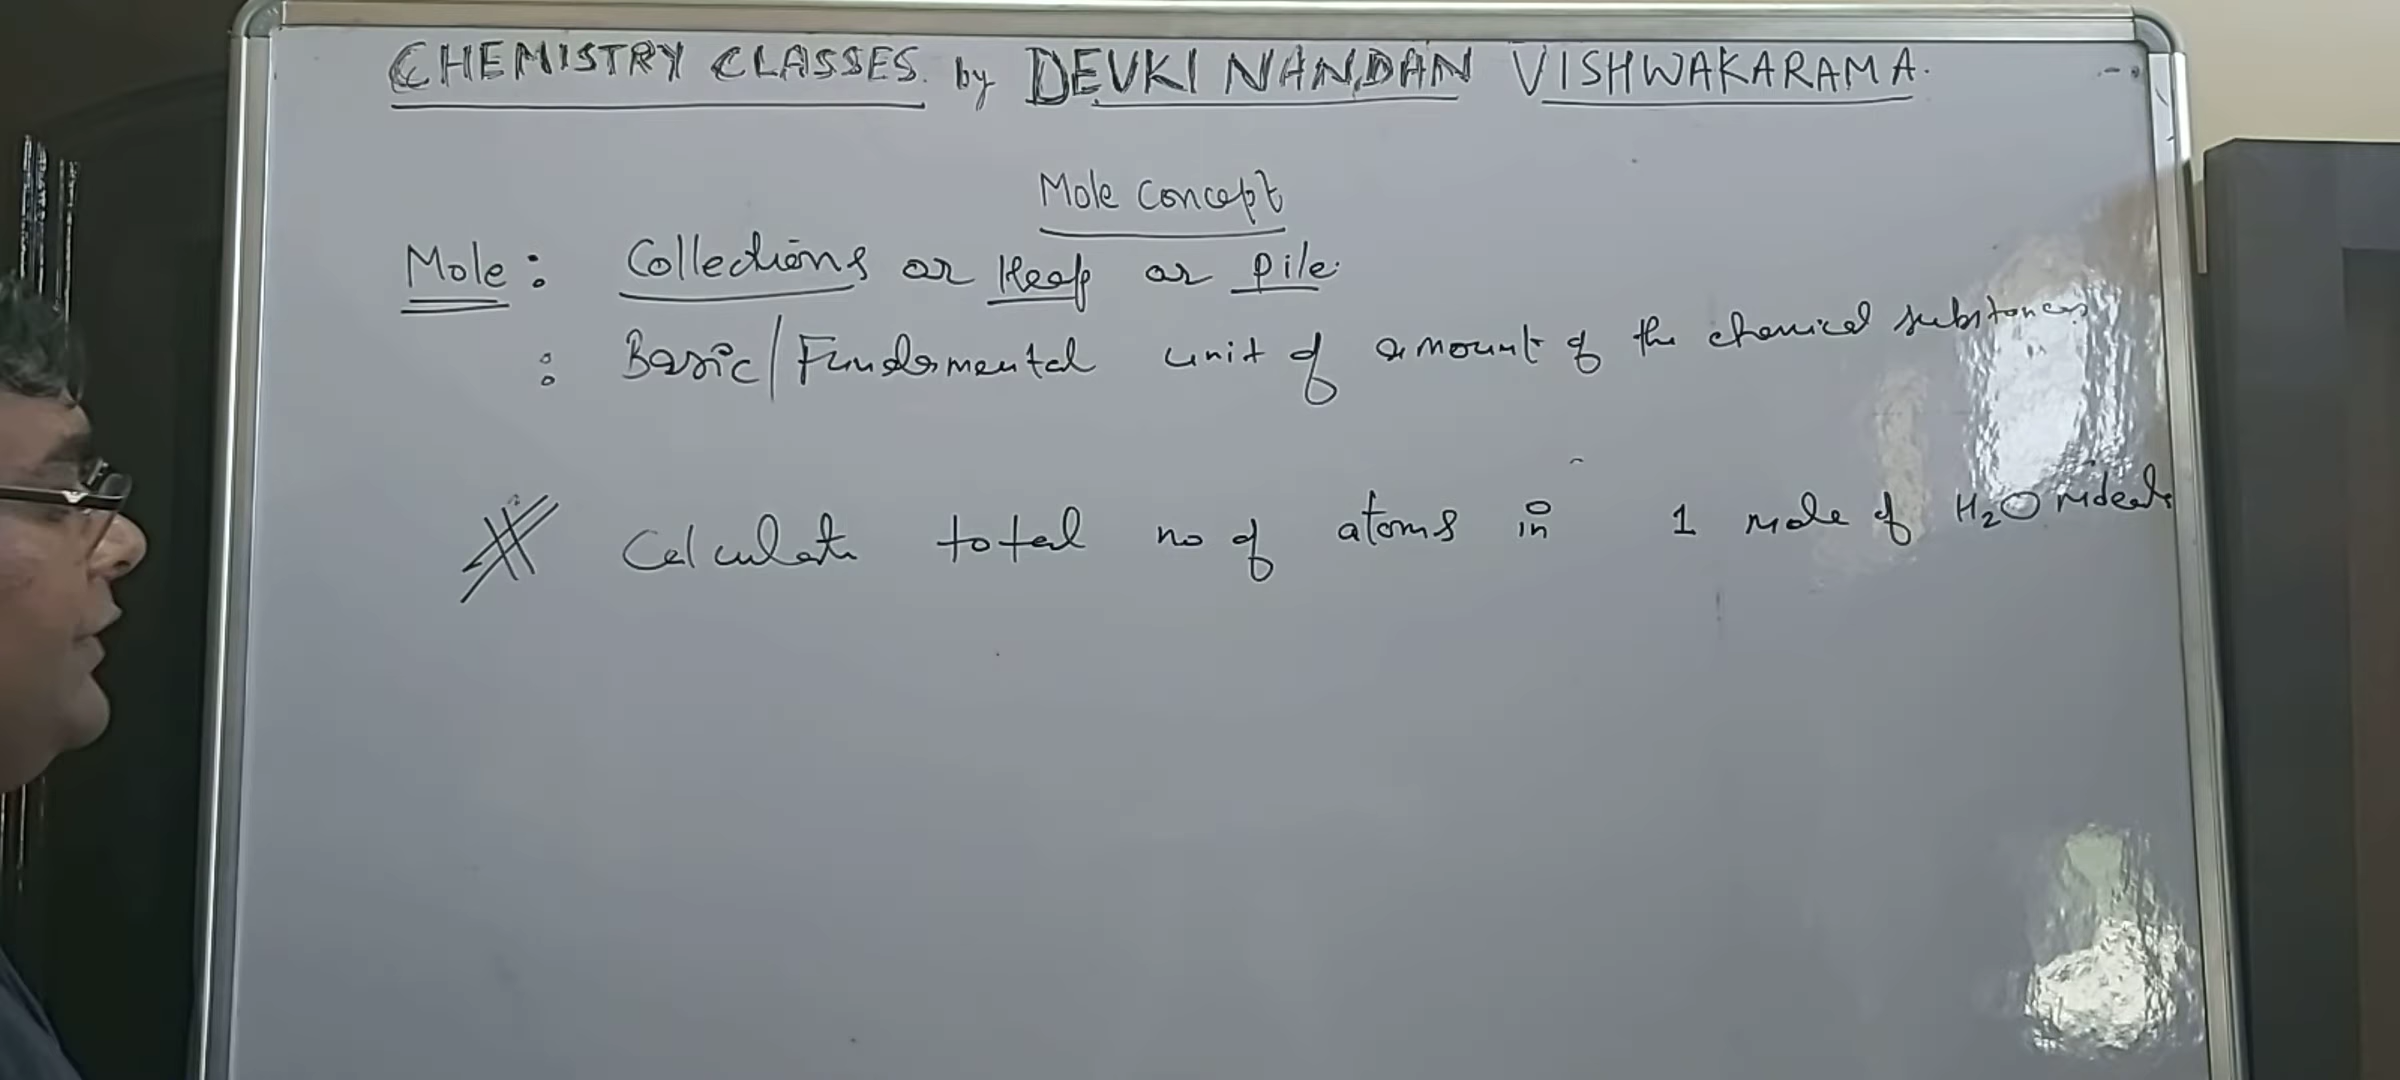 CHEMISTRY CLASSES. by DEVKI NANDAN VISHWAKARAMA.
Mole Concept
Mole : Collections or Heap or Pile.
: Basic/Fundamental unit of amount of the chemical substances
Calculate total no of atoms in 1 mole of H₂O